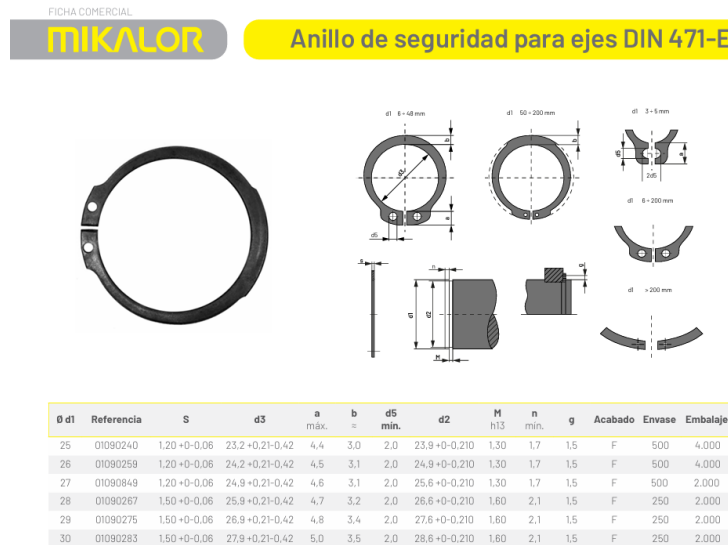 FICHA COMERCIAL
MIKALOR
Anillo de seguridad para ejes DIN 471-E
d1 6 ÷ 48 mm
d1 50 ÷ 200 mm
d1 3 ÷ 5 mm
b
b
d3
d5
a
2d5
a
d5
d1 6 ÷ 200 mm
s
n
g
d1 > 200 mm
d1
d2
M
Ø d1 Referencia S d3 a máx. b ≈ d5 mín. d2 M h13 n mín. g Acabado Envase Embalaje
25 01090240 1,20 +0-0,06 23,2 +0,21-0,42 4,4 3,0 2,0 23,9 +0-0,210 1,30 1,7 1,5 F 500 4.000
26 01090259 1,20 +0-0,06 24,2 +0,21-0,42 4,5 3,1 2,0 24,9 +0-0,210 1,30 1,7 1,5 F 500 4.000
27 01090849 1,20 +0-0,06 24,9 +0,21-0,42 4,6 3,1 2,0 25,6 +0-0,210 1,30 1,7 1,5 F 500 2.000
28 01090267 1,50 +0-0,06 25,9 +0,21-0,42 4,7 3,2 2,0 26,6 +0-0,210 1,60 2,1 1,5 F 250 2.000
29 01090275 1,50 +0-0,06 26,9 +0,21-0,42 4,8 3,4 2,0 27,6 +0-0,210 1,60 2,1 1,5 F 250 2.000
30 01090283 1,50 +0-0,06 27,9 +0,21-0,42 5,0 3,5 2,0 28,6 +0-0,210 1,60 2,1 1,5 F 250 2.000